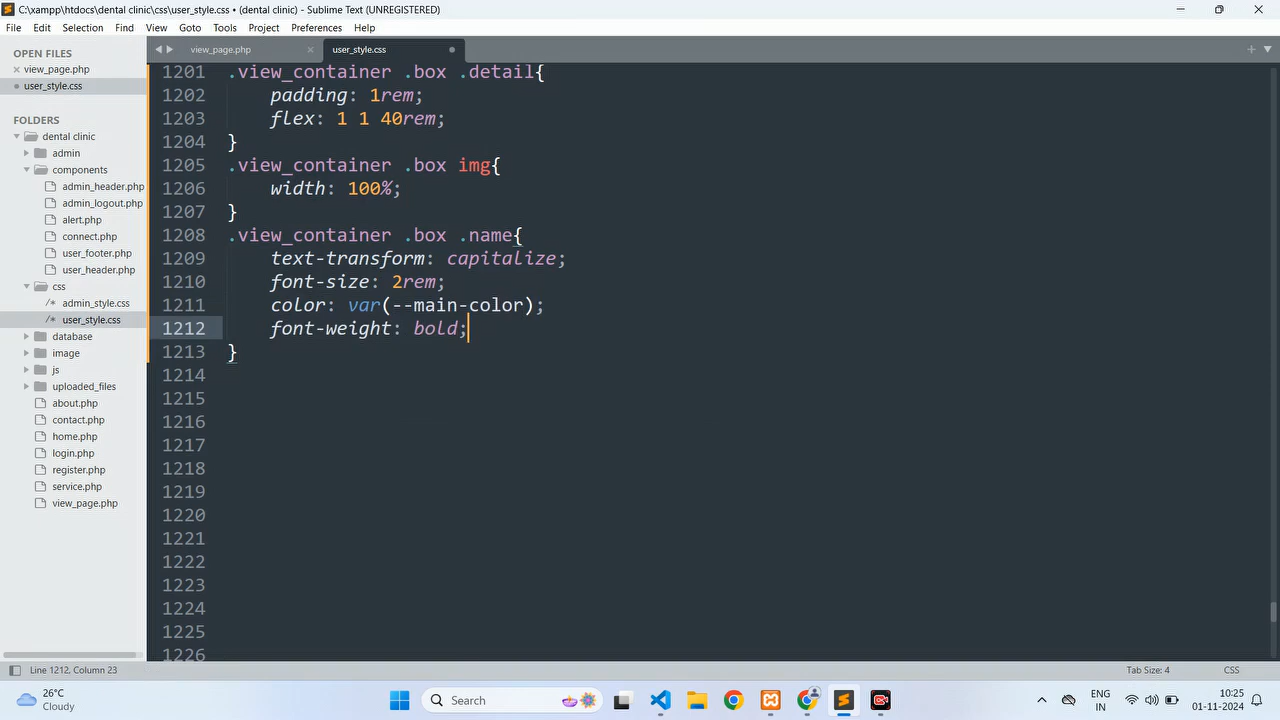 C:\xampp\htdocs\dental clinic\css\user_style.css • (dental clinic) - Sublime Text (UNREGISTERED)
File Edit Selection Find View Goto Tools Project Preferences Help
OPEN FILES
view_page.php
user_style.css
FOLDERS
dental clinic
admin
components
admin_header.php
admin_logout.php
alert.php
connect.php
user_footer.php
user_header.php
css
/* admin_style.css
/* user_style.css
database
image
js
uploaded_files
about.php
contact.php
home.php
login.php
register.php
service.php
view_page.php
view_page.php
user_style.css
1201 .view_container .box .detail{
1202 padding: 1rem;
1203 flex: 1 1 40rem;
1204 }
1205 .view_container .box img{
1206 width: 100%;
1207 }
1208 .view_container .box .name{
1209 text-transform: capitalize;
1210 font-size: 2rem;
1211 color: var(--main-color);
1212 font-weight: bold;
1213 }
1214
1215
1216
1217
1218
1219
1220
1221
1222
1223
1224
1225
1226
Line 1212, Column 23
Tab Size: 4
CSS
26°C
Cloudy
Search
ENG
IN
10:25
01-11-2024